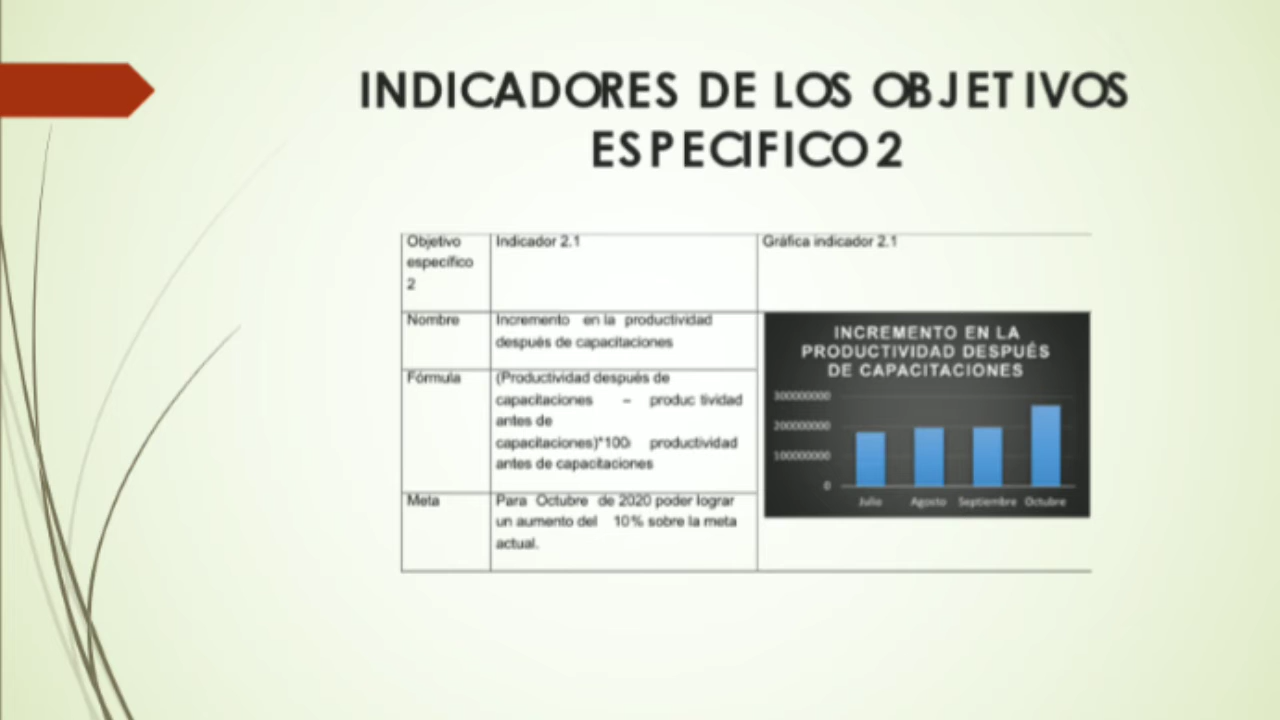 INDICADORES DE LOS OBJETIVOS
ESPECIFICO 2
Objetivo
específico
2
Indicador 2.1
Gráfica indicador 2.1
Nombre
Incremento en la productividad
después de capacitaciones
Fórmula
(Productividad después de
capacitaciones – produc tividad
antes de
capacitaciones)*100 productividad
antes de capacitaciones
Meta
Para Octubre de 2020 poder lograr
un aumento del 10% sobre la meta
actual.
INCREMENTO EN LA
PRODUCTIVIDAD DESPUÉS
DE CAPACITACIONES
300000000
200000000
100000000
0
Julio Agosto Septiembre Octubre